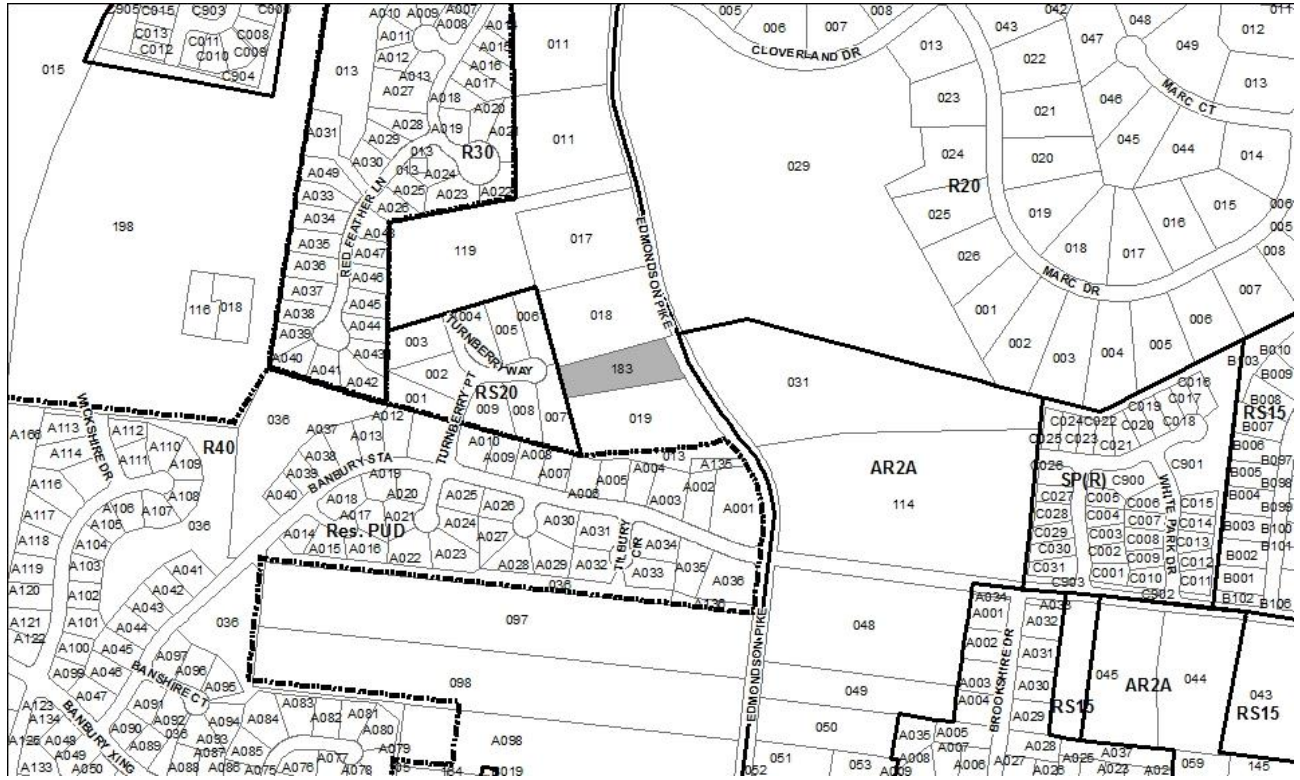 C905
C015
C903
C008
C013
C012
C011
C010
C008
C009
C904
015
A010
A009
A007
A008
A011
A012
A013
A015
A016
A017
A027
A018
A020
013
011
005
006
007
008
CLOVERLAND DR
013
043
042
022
047
048
049
012
013
MARC CT
023
021
046
045
044
014
A031
A028
A029
A019
A030
013
013
R30
A024
A025
A023
A022
A026
011
029
024
020
R20
025
019
026
018
017
016
015
006
005
008
007
MARC DR
A049
A033
A034
A035
A036
A037
A038
A039
A040
A041
A042
A043
A044
A045
A046
A047
A048
RED FEATHER LN
198
116
018
119
017
018
EDMONDSON PIKE
183
019
031
001
002
003
004
005
006
003
004
005
006
TURNBERRY WAY
002
001
RS20
009
008
007
TURNBERRY PT
WICKSHIRE DR
A166
A113
A112
A110
A114
A111
A109
A116
A108
A117
A106
A107
A105
A118
A104
A119
A103
A120
A102
A121
A101
A122
A100
R40
036
A037
A013
A012
A038
A039
A040
BANBURY STA
A019
A018
A020
A017
A021
A014
A015
A016
A022
Res. PUD
A010
A009
A008
A007
A006
A005
A004
013
A135
A003
A002
A001
A025
A026
A024
A027
A023
A028
A030
A031
A029
A032
TILBURY CIR
A034
A033
A035
A036
036
A136
AR2A
114
B103
B010
B009
B008
RS15
B007
B006
B005
B097
B004
B098
B003
B099
B100
B002
B101
B001
B102
B106
C016
C017
C019
C018
C024
C022
C020
C025
C023
C021
C026
SP(R)
C900
C901
C027
C005
C006
C015
C028
C004
C007
C014
C029
C003
C008
C013
C030
C002
C009
C012
C031
C001
C010
C011
C903
C902
WHITE PARK DR
036
A041
A042
A043
A044
A045
A046
A047
A099
036
A097
A096
A095
BANSHIRE CT
A091
A090
A092
036
A094
A093
A089
A087
A088
A086
A085
A084
A083
A082
A081
A080
A079
A077
A078
A076
A075
A123
A134
A048
A049
A133
A050
BANBURY XING
097
098
A098
EDMONDSON PIKE
048
049
050
051
052
053
A034
A001
A002
A003
A004
A035
A005
A007
A008
A006
A009
BROOKSHIRE DR
A033
A032
A031
A030
A029
A028
A027
A026
A025
A037
RS15
045
044
AR2A
043
RS15
059
145